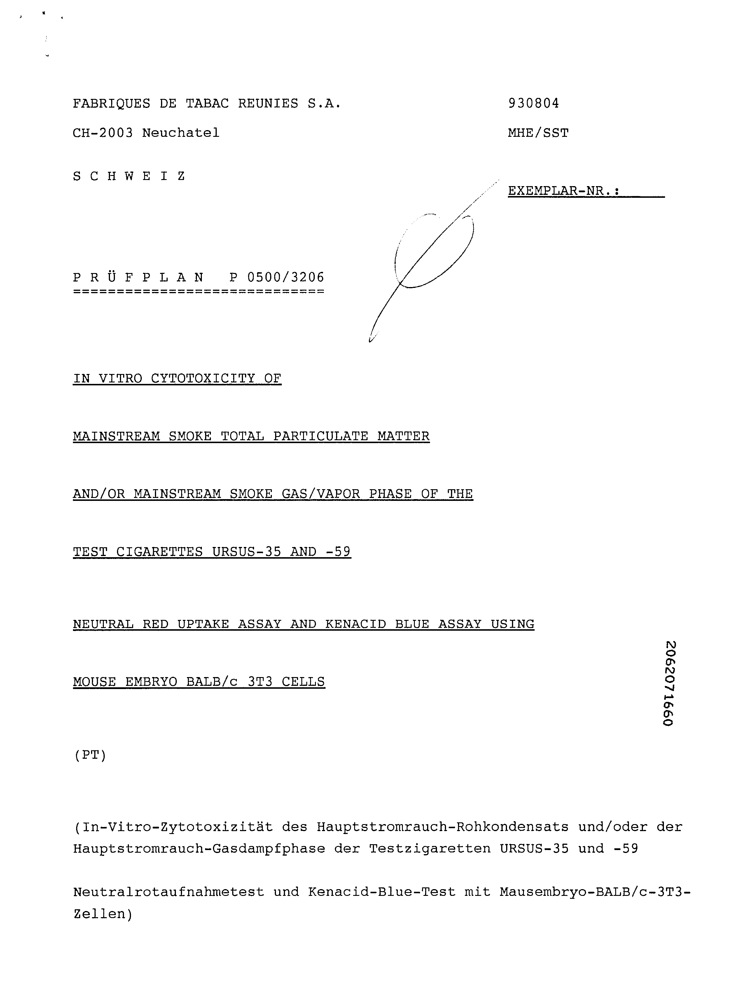 FABRIQUES DE TABAC REUNIES S.A. 930804
CH-2003 Neuchatel MHE/SST
S C H W E I Z
EXEMPLAR-NR.:
P R Ü F P L A N P 0500/3206
=============================
IN VITRO CYTOTOXICITY OF
MAINSTREAM SMOKE TOTAL PARTICULATE MATTER
AND/OR MAINSTREAM SMOKE GAS/VAPOR PHASE OF THE
TEST CIGARETTES URSUS-35 AND -59
NEUTRAL RED UPTAKE ASSAY AND KENACID BLUE ASSAY USING
MOUSE EMBRYO BALB/c 3T3 CELLS
2062071660
(PT)
(In-Vitro-Zytotoxizität des Hauptstromrauch-Rohkondensats und/oder der
Hauptstromrauch-Gasdampfphase der Testzigaretten URSUS-35 und -59
Neutralrotaufnahmetest und Kenacid-Blue-Test mit Mausembryo-BALB/c-3T3-
Zellen)